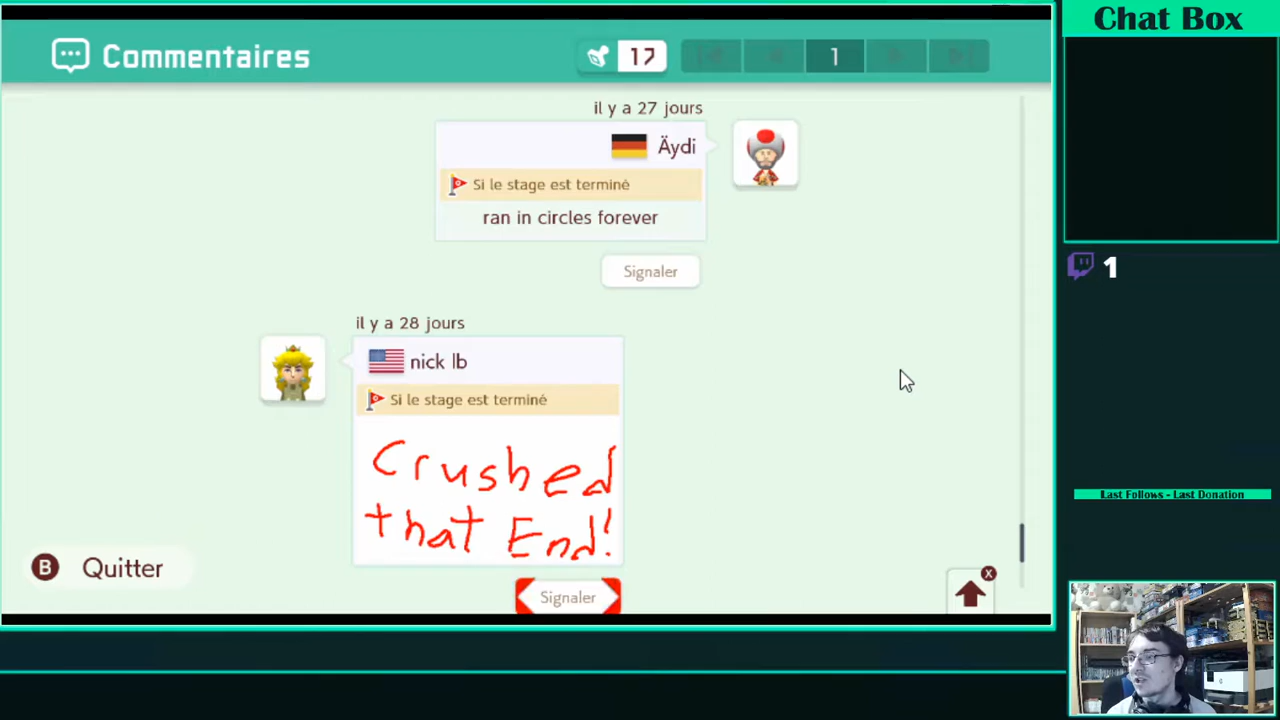 Commentaires
17
1
Chat Box
il y a 27 jours
Äydi
Si le stage est terminé
ran in circles forever
Signaler
1
il y a 28 jours
nick lb
Si le stage est terminé
Crushed
that End!
Last Follows - Last Donation
B Quitter
Signaler
X